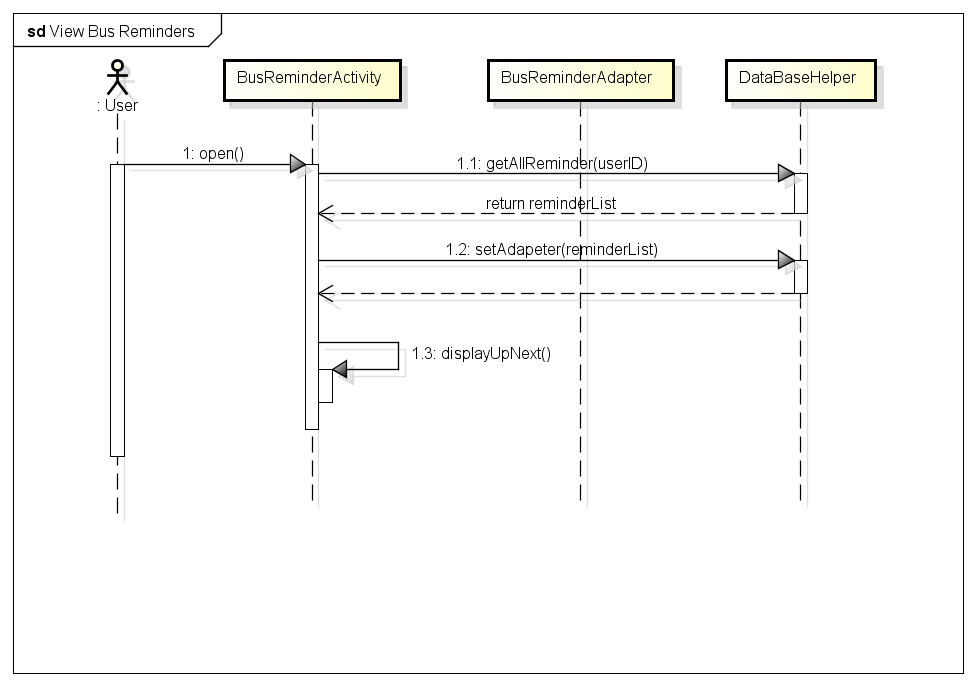 sd View Bus Reminders
: User
BusReminderActivity
BusReminderAdapter
DataBaseHelper
1: open()
1.1: getAllReminder(userID)
return reminderList
1.2: setAdapeter(reminderList)
1.3: displayUpNext()